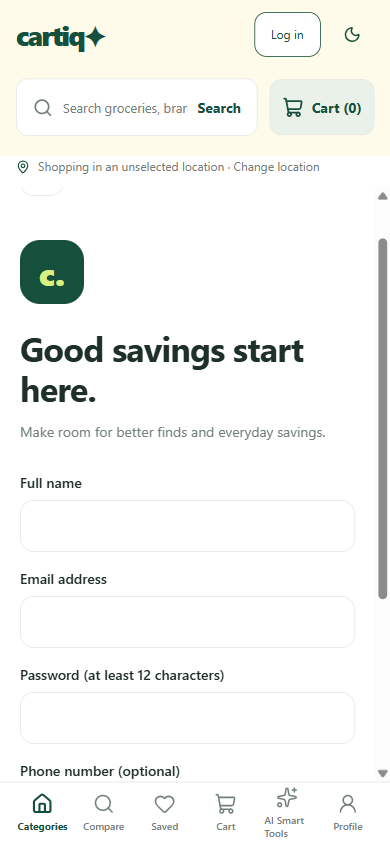 cartiq
Log in
Search groceries, brar Search
Cart (0)
Shopping in an unselected location · Change location
c.
Good savings start
here.
Make room for better finds and everyday savings.
Full name
Email address
Password (at least 12 characters)
Phone number (optional)
Categories
Compare
Saved
Cart
AI Smart
Tools
Profile